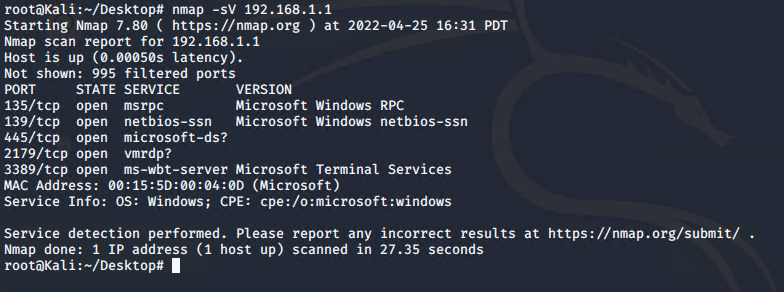 root@Kali:~/Desktop# nmap -sV 192.168.1.1
Starting Nmap 7.80 ( https://nmap.org ) at 2022-04-25 16:31 PDT
Nmap scan report for 192.168.1.1
Host is up (0.00050s latency).
Not shown: 995 filtered ports
PORT     STATE SERVICE       VERSION
135/tcp  open  msrpc         Microsoft Windows RPC
139/tcp  open  netbios-ssn   Microsoft Windows netbios-ssn
445/tcp  open  microsoft-ds?
2179/tcp open  vmrdp?
3389/tcp open  ms-wbt-server Microsoft Terminal Services
MAC Address: 00:15:5D:00:04:0D (Microsoft)
Service Info: OS: Windows; CPE: cpe:/o:microsoft:windows

Service detection performed. Please report any incorrect results at https://nmap.org/submit/ .
Nmap done: 1 IP address (1 host up) scanned in 27.35 seconds
root@Kali:~/Desktop#